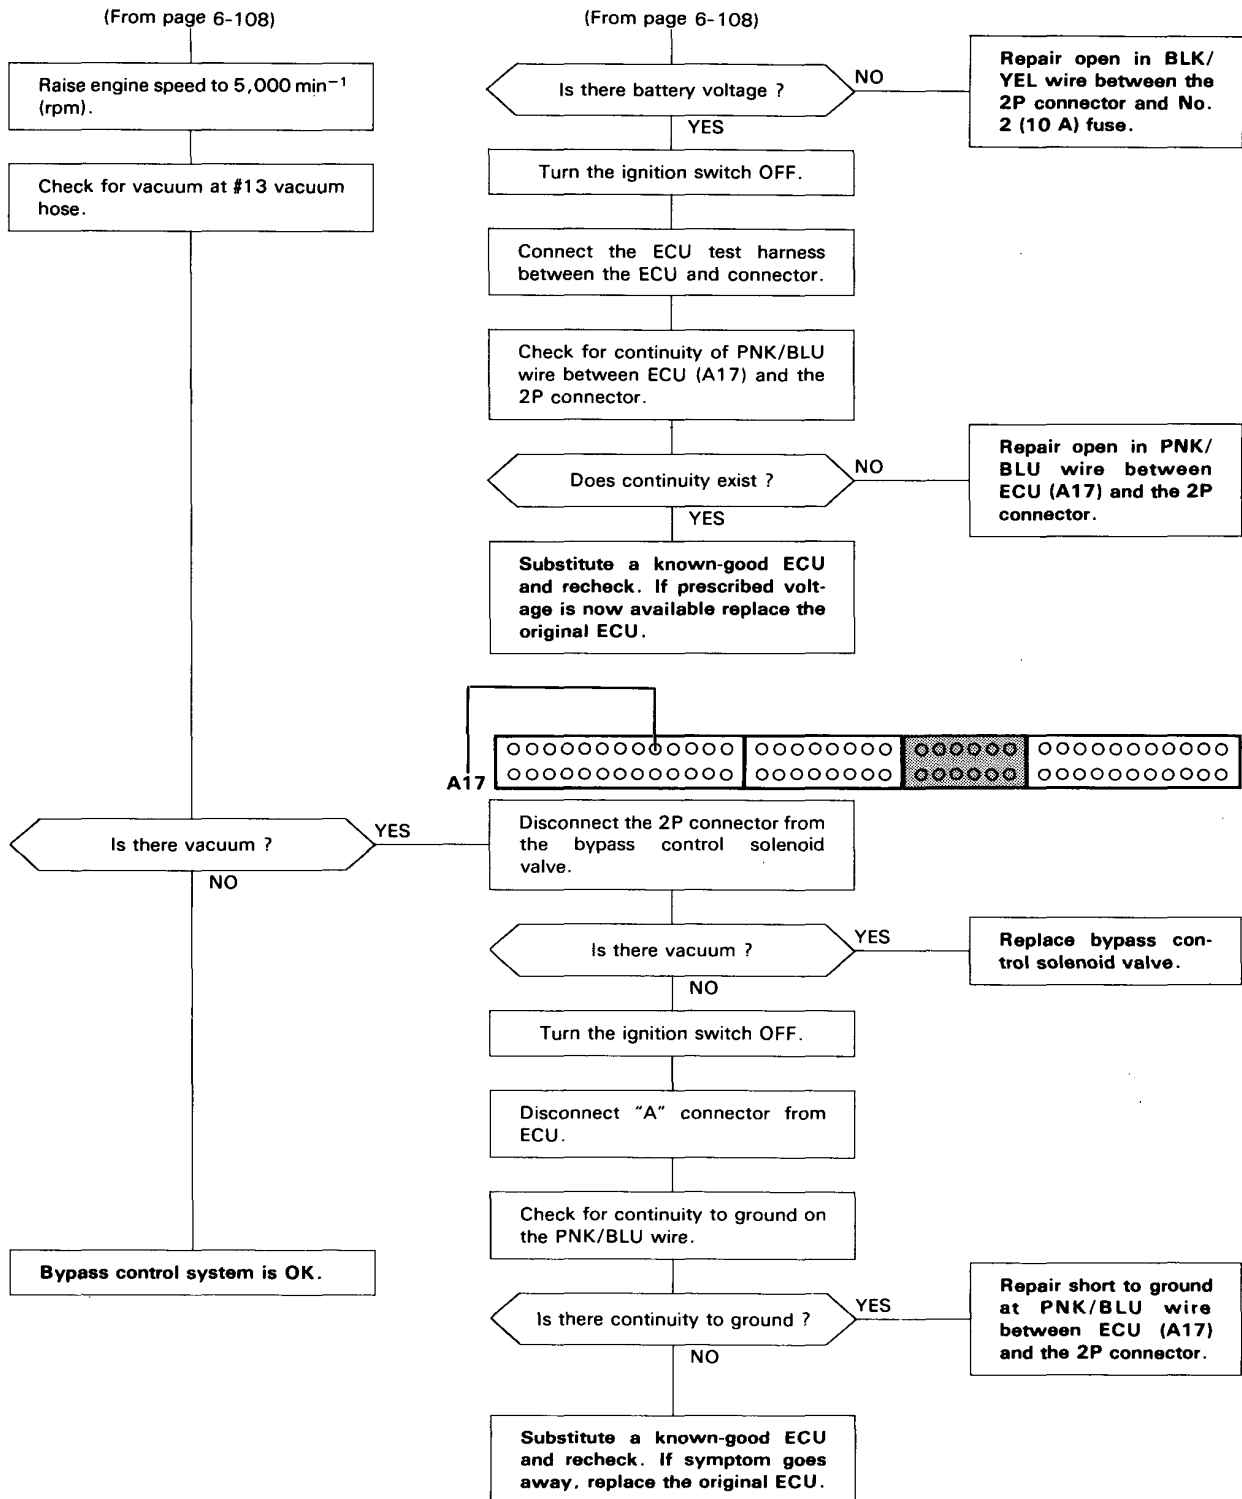 (From page 6-108)
Raise engine speed to 5,000 min⁻¹
(rpm).
Check for vacuum at #13 vacuum
hose.
Is there vacuum ?
YES
NO
Bypass control system is OK.
(From page 6-108)
Is there battery voltage ?
NO
YES
Repair open in BLK/
YEL wire between the
2P connector and No.
2 (10 A) fuse.
Turn the ignition switch OFF.
Connect the ECU test harness
between the ECU and connector.
Check for continuity of PNK/BLU
wire between ECU (A17) and the
2P connector.
Does continuity exist ?
NO
YES
Repair open in PNK/
BLU wire between
ECU (A17) and the 2P
connector.
Substitute a known-good ECU
and recheck. If prescribed volt-
age is now available replace the
original ECU.
A17
Disconnect the 2P connector from
the bypass control solenoid
valve.
Is there vacuum ?
YES
NO
Replace bypass con-
trol solenoid valve.
Turn the ignition switch OFF.
Disconnect "A" connector from
ECU.
Check for continuity to ground on
the PNK/BLU wire.
Is there continuity to ground ?
YES
NO
Repair short to ground
at PNK/BLU wire
between ECU (A17)
and the 2P connector.
Substitute a known-good ECU
and recheck. If symptom goes
away, replace the original ECU.